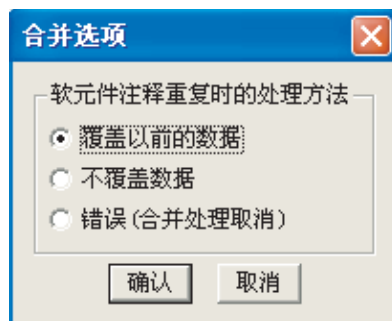 合并选项
软元件注释重复时的处理方法
覆盖以前的数据
不覆盖数据
错误(合并处理取消)
确认 取消